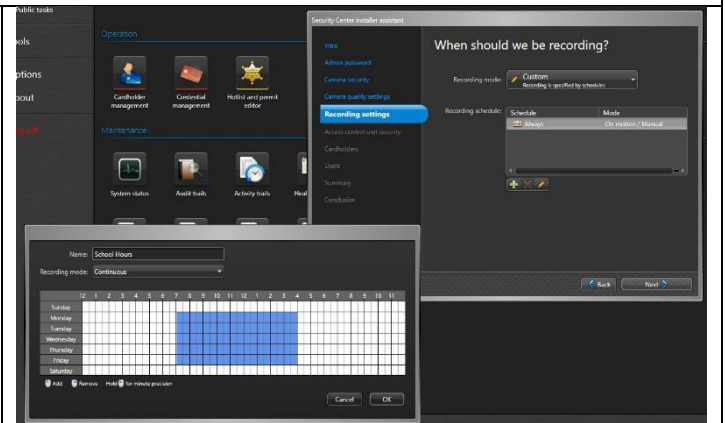 Public tasks
ols
ptions
out
g off
Operation
Cardholder management
Credential management
Hotlist and permit editor
Maintenance
System status
Audit trails
Activity trails
Heal
Security Center installer assistant
Intro
Admin password
Camera security
Camera quality settings
Recording settings
Access control unit security
Cardholders
Users
Summary
Conclusion
When should we be recording?
Recording mode:
Custom
Recording is specified by schedules
Recording schedule:
Schedule Mode
Always On motion / Manual
Back Next
Name: School Hours
Recording mode: Continuous
12 1 2 3 4 5 6 7 8 9 10 11 12 1 2 3 4 5 6 7 8 9 10 11
Sunday
Monday
Tuesday
Wednesday
Thursday
Friday
Saturday
Add Remove Hold for minute precision
Cancel OK